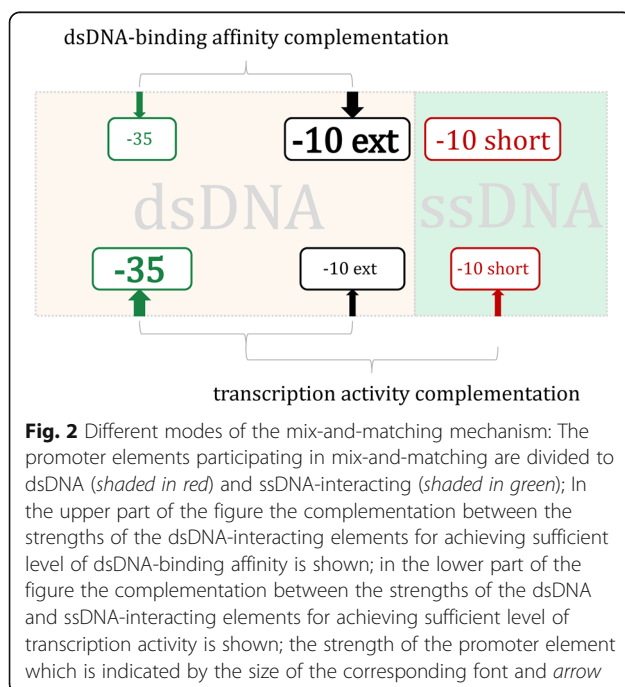 dsDNA-binding affinity complementation
-35
-10 ext
-10 short
dsDNA
ssDNA
-35
-10 ext
-10 short
transcription activity complementation
Fig. 2 Different modes of the mix-and-matching mechanism: The
promoter elements participating in mix-and-matching are divided to
dsDNA (shaded in red) and ssDNA-interacting (shaded in green); In
the upper part of the figure the complementation between the
strengths of the dsDNA-interacting elements for achieving sufficient
level of dsDNA-binding affinity is shown; in the lower part of the
figure the complementation between the strengths of the dsDNA
and ssDNA-interacting elements for achieving sufficient level of
transcription activity is shown; the strength of the promoter element
which is indicated by the size of the corresponding font and arrow